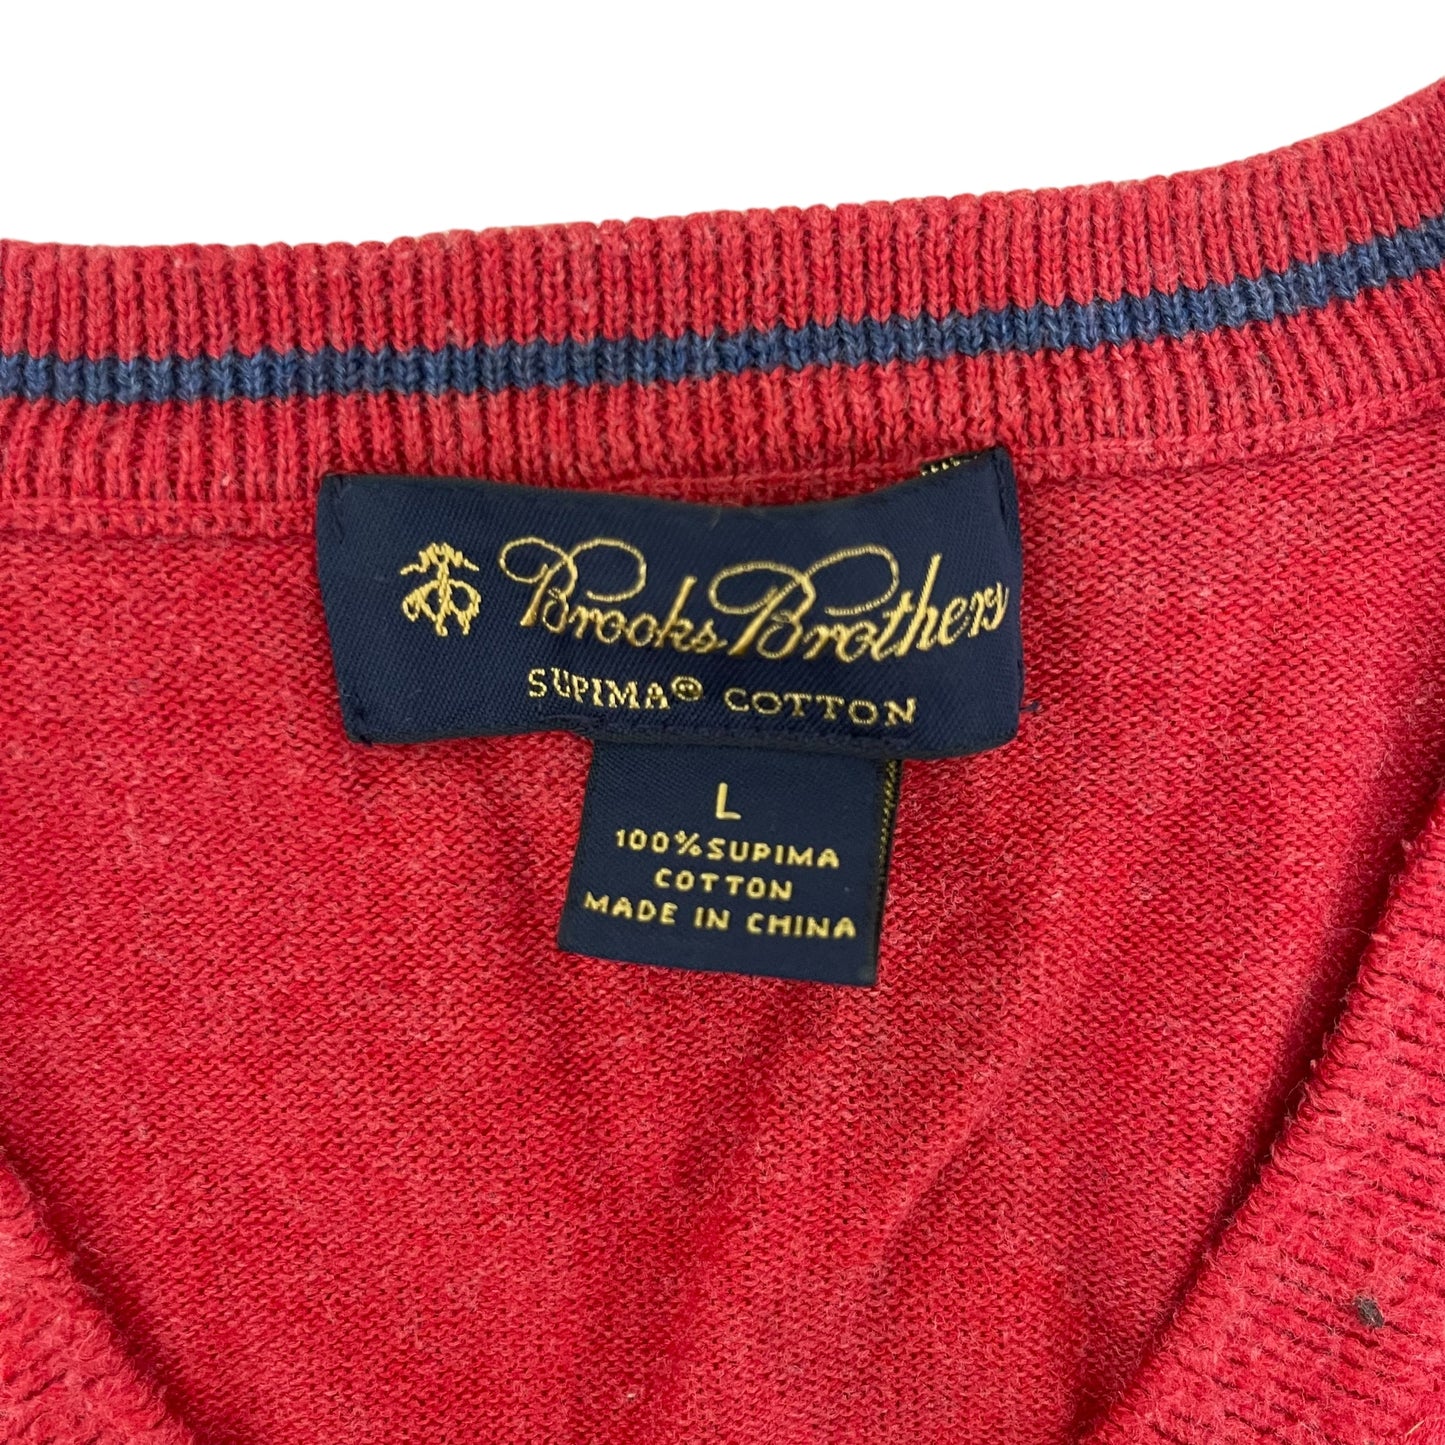 Brooks Brothers
SUPIMA® COTTON
L
100% SUPIMA
COTTON
MADE IN CHINA